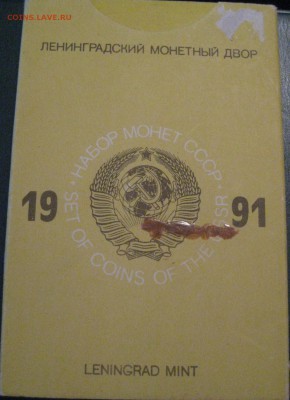 COINS.LAVE.RU
ЛЕНИНГРАДСКИЙ МОНЕТНЫЙ ДВОР
· НАБОР МОНЕТ СССР ·
19 91
SET OF COINS OF THE USSR
LENINGRAD MINT